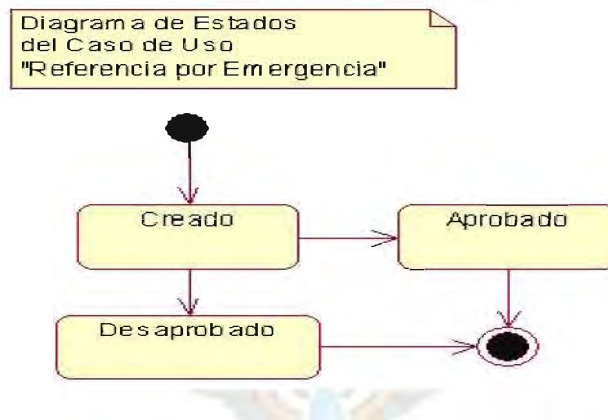 Diagrama de Estados
del Caso de Uso
"Referencia por Emergencia"
Creado
Aprobado
Desaprobado